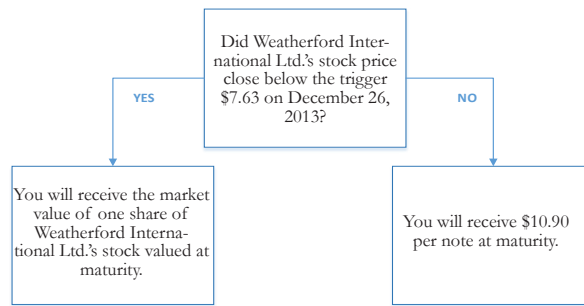 Did Weatherford Inter-
national Ltd.'s stock price
close below the trigger
$7.63 on December 26,
2013?
YES
NO
You will receive the market
value of one share of
Weatherford Interna-
tional Ltd.'s stock valued at
maturity.
You will receive $10.90
per note at maturity.